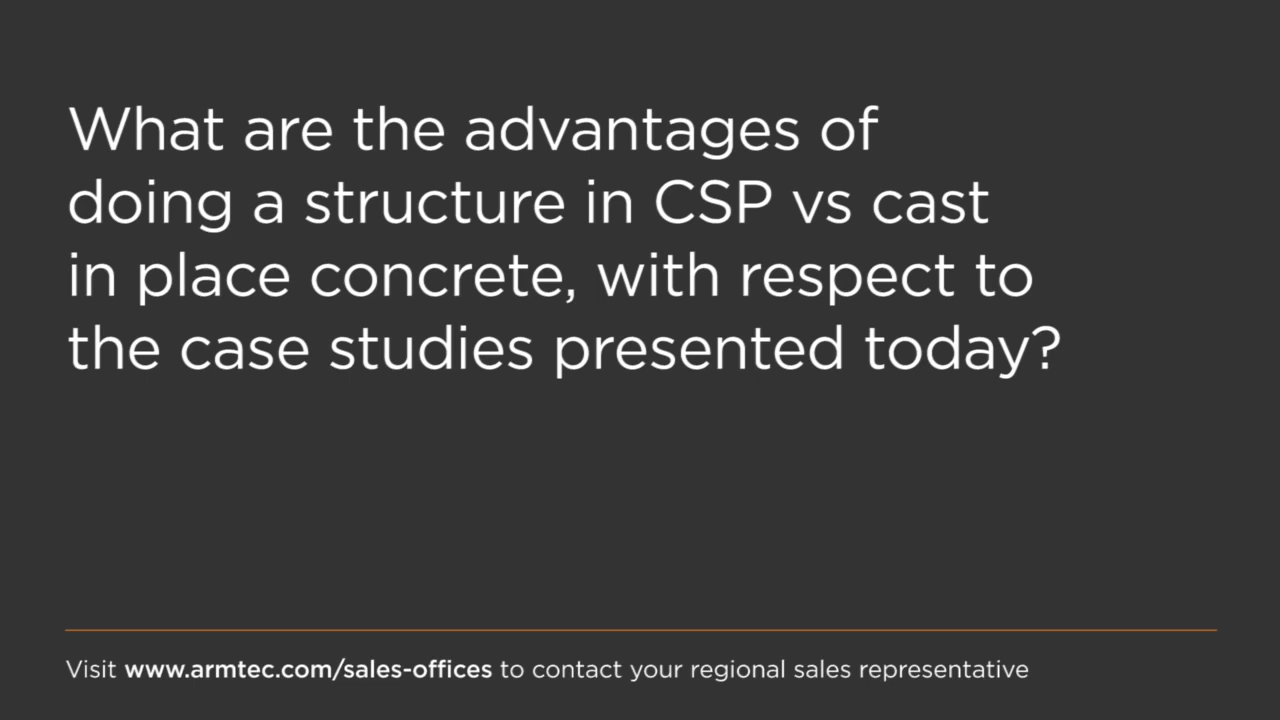 What are the advantages of
doing a structure in CSP vs cast
in place concrete, with respect to
the case studies presented today?
Visit www.armtec.com/sales-offices to contact your regional sales representative